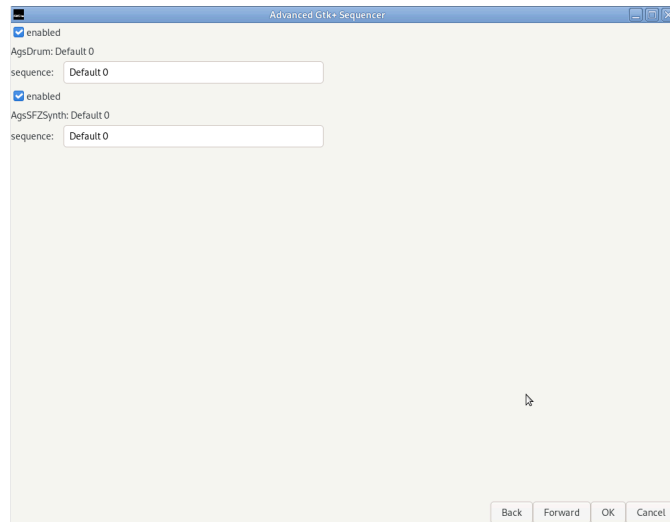 Advanced Gtk+ Sequencer
enabled
AgsDrum: Default 0
sequence: Default 0
enabled
AgsSFZSynth: Default 0
sequence: Default 0
Back Forward OK Cancel